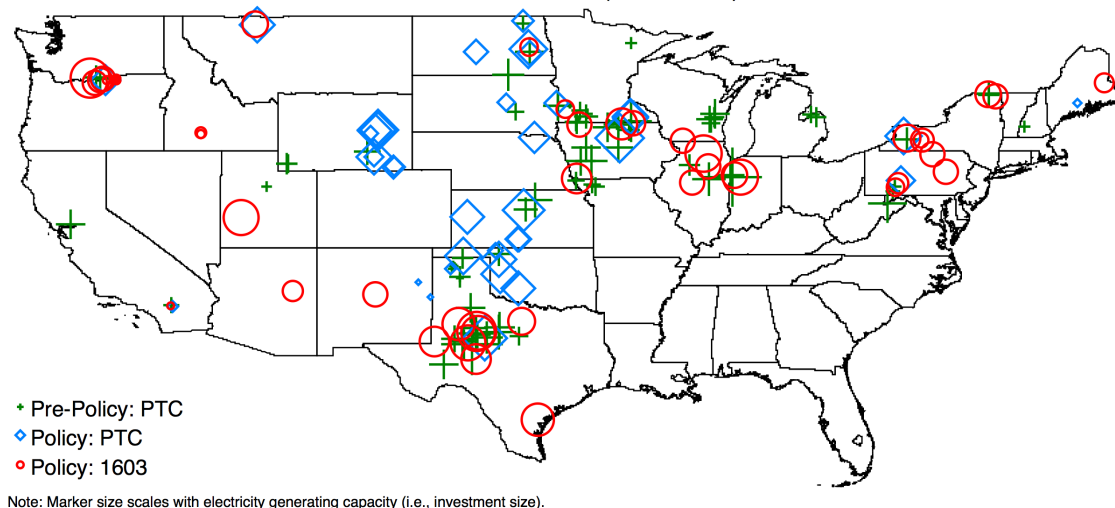 Pre-Policy: PTC
Policy: PTC
Policy: 1603
Note: Marker size scales with electricity generating capacity (i.e., investment size).